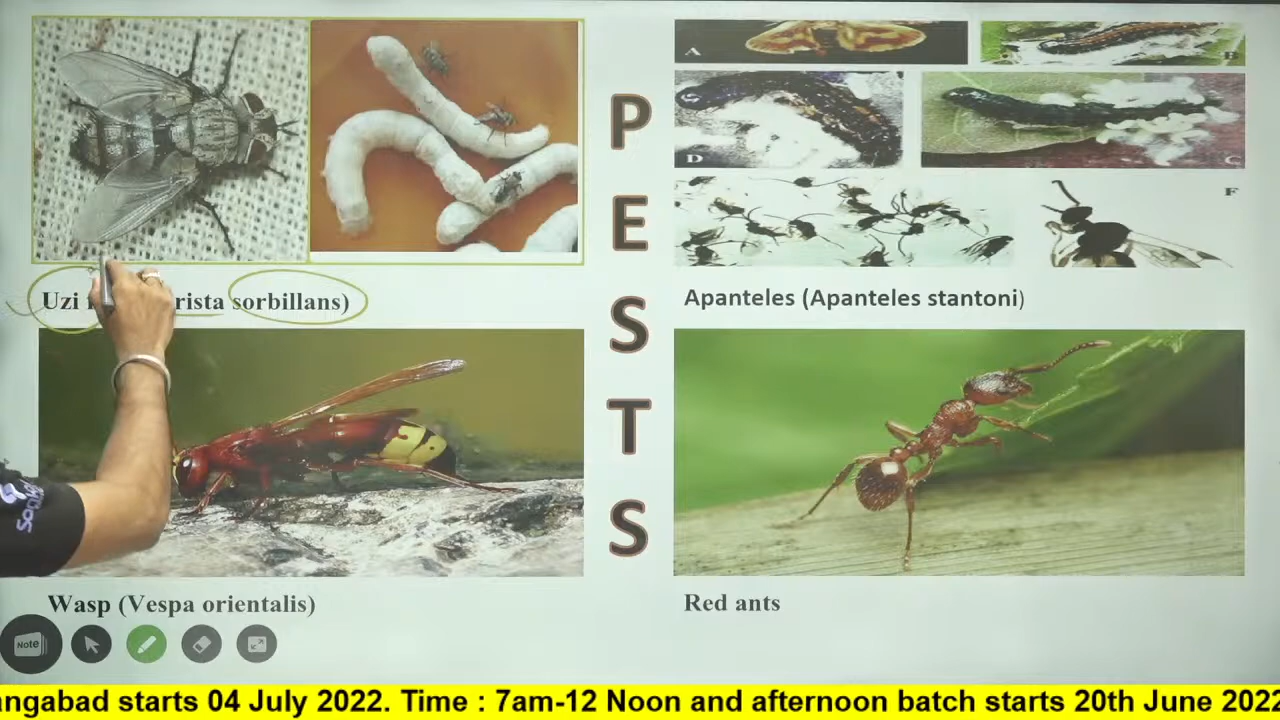 A
B
D
C
F
P
E
S
T
S
Uzi rista sorbillans)
Apanteles (Apanteles stantoni)
Wasp (Vespa orientalis)
Red ants
Note
angabad starts 04 July 2022. Time : 7am-12 Noon and afternoon batch starts 20th June 2022